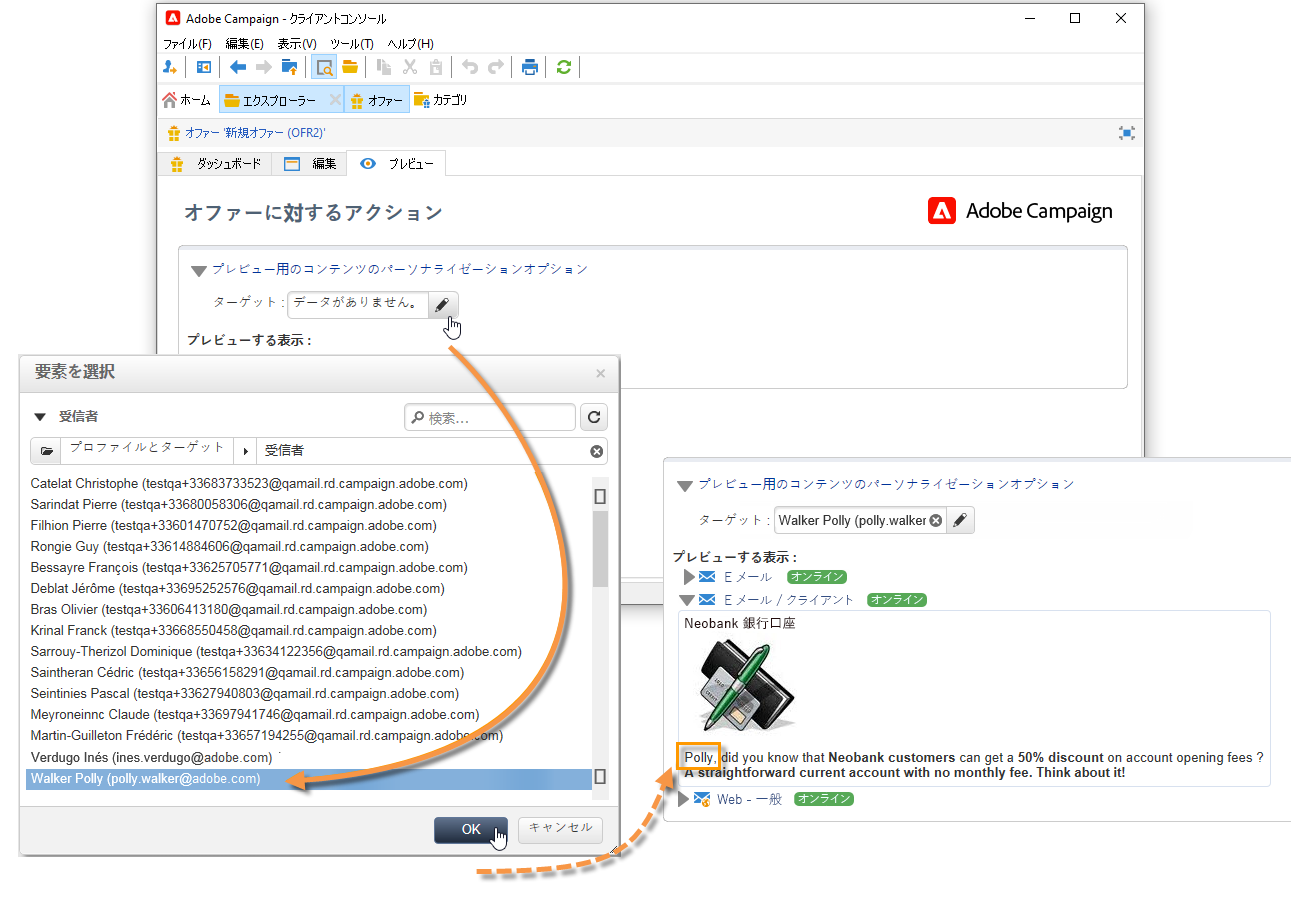 Adobe Campaign - クライアントコンソール
ファイル(F) 編集(E) 表示(V) ツール(T) ヘルプ(H)
ホーム エクスプローラー オファー カテゴリ
オファー '新規オファー (OFR2)'
ダッシュボード 編集 プレビュー
オファーに対するアクション
Adobe Campaign
プレビュー用のコンテンツのパーソナライゼーションオプション
ターゲット : データがありません。
プレビューする表示 :
要素を選択
受信者
検索...
プロファイルとターゲット 受信者
Catelat Christophe (testqa+33683733523@qamail.rd.campaign.adobe.com)
Sarindat Pierre (testqa+33680058306@qamail.rd.campaign.adobe.com)
Filhion Pierre (testqa+33601470752@qamail.rd.campaign.adobe.com)
Rongie Guy (testqa+33614884606@qamail.rd.campaign.adobe.com)
Bessayre François (testqa+33625705771@qamail.rd.campaign.adobe.com)
Deblat Jérôme (testqa+33695252576@qamail.rd.campaign.adobe.com)
Bras Olivier (testqa+33606413180@qamail.rd.campaign.adobe.com)
Krinal Franck (testqa+33668550458@qamail.rd.campaign.adobe.com)
Sarrouy-Therizol Dominique (testqa+33634122356@qamail.rd.campaign.adobe.com)
Saintheran Cédric (testqa+33656158291@qamail.rd.campaign.adobe.com)
Seintinies Pascal (testqa+33627940803@qamail.rd.campaign.adobe.com)
Meyroneinnc Claude (testqa+33697941746@qamail.rd.campaign.adobe.com)
Martin-Guilleton Frédéric (testqa+33657194255@qamail.rd.campaign.adobe.com)
Verdugo Inés (ines.verdugo@adobe.com)
Walker Polly (polly.walker@adobe.com)
OK キャンセル
プレビュー用のコンテンツのパーソナライゼーションオプション
ターゲット : Walker Polly (polly.walker
プレビューする表示 :
E メール オンライン
E メール / クライアント オンライン
Neobank 銀行口座
Polly, did you know that Neobank customers can get a 50% discount on account opening fees ?
A straightforward current account with no monthly fee. Think about it!
Web - 一般 オンライン